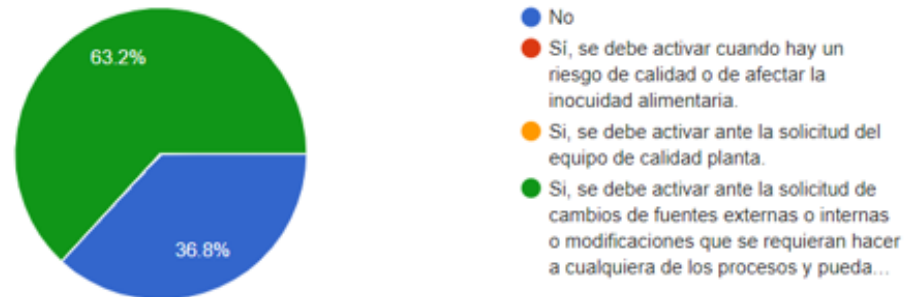 63.2%
36.8%
No
Sí, se debe activar cuando hay un
riesgo de calidad o de afectar la
inocuidad alimentaria.
Si, se debe activar ante la solicitud del
equipo de calidad planta.
Si, se debe activar ante la solicitud de
cambios de fuentes externas o internas
o modificaciones que se requieran hacer
a cualquiera de los procesos y pueda...